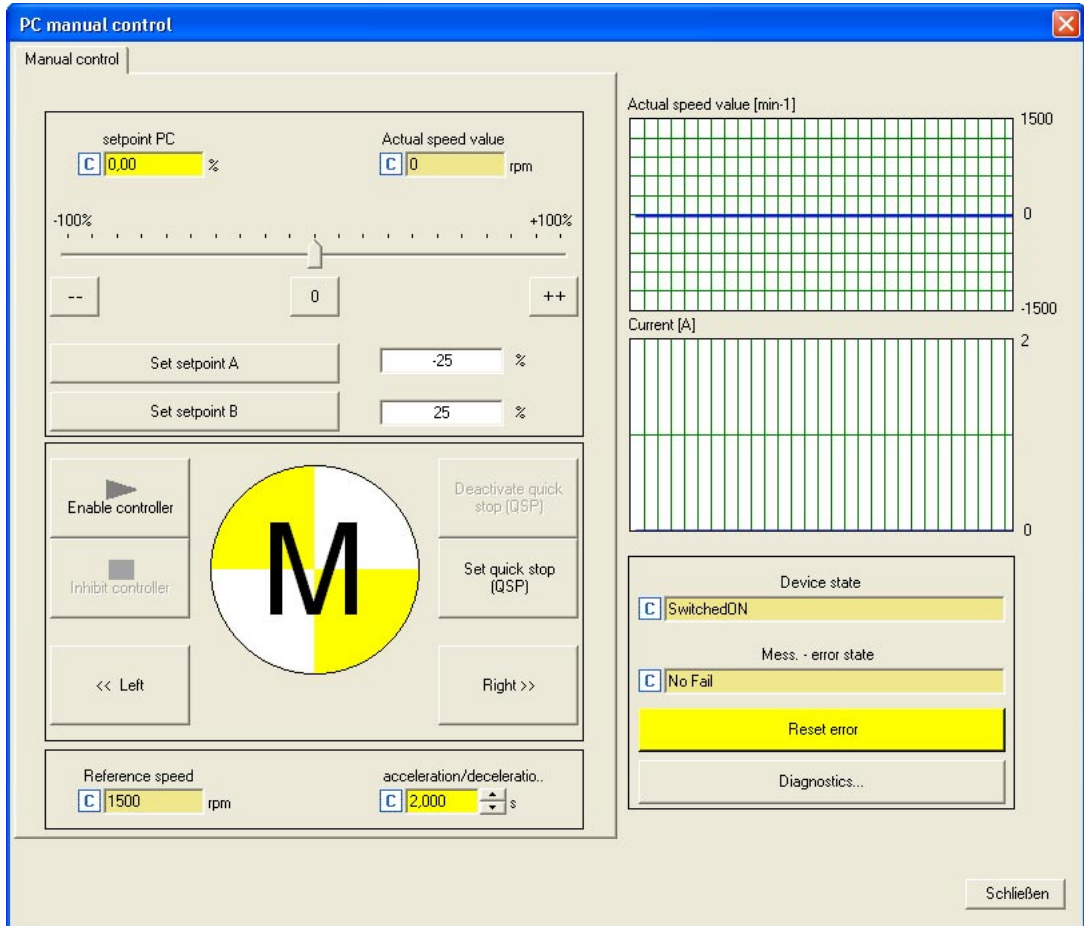 PC manual control
Manual control
setpoint PC
C 0,00 %
Actual speed value
C 0 rpm
-100% +100%
-- 0 ++
Set setpoint A -25 %
Set setpoint B 25 %
Enable controller
Inhibit controller
M
Deactivate quick
stop (QSP)
Set quick stop
(QSP)
<< Left
Right >>
Reference speed
C 1500 rpm
acceleration/deceleratio..
C 2,000 s
Actual speed value [min-1]
1500
0
-1500
Current [A]
2
0
Device state
C SwitchedON
Mess. - error state
C No Fail
Reset error
Diagnostics...
Schließen